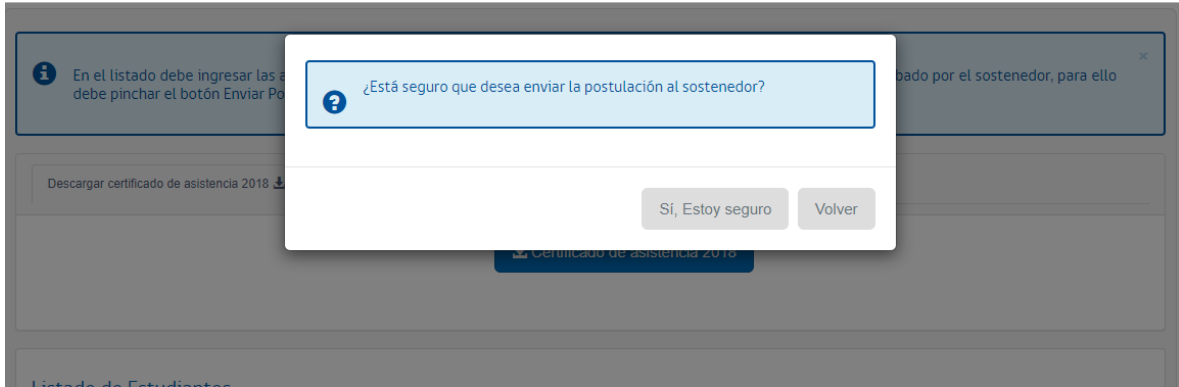 En el listado debe ingresar las a
bado por el sostenedor, para ello
debe pinchar el botón Enviar Po
×
¿Está seguro que desea enviar la postulación al sostenedor?
Descargar certificado de asistencia 2018
Sí, Estoy seguro
Volver
Certificado de asistencia 2018
Listado de Estudiantes